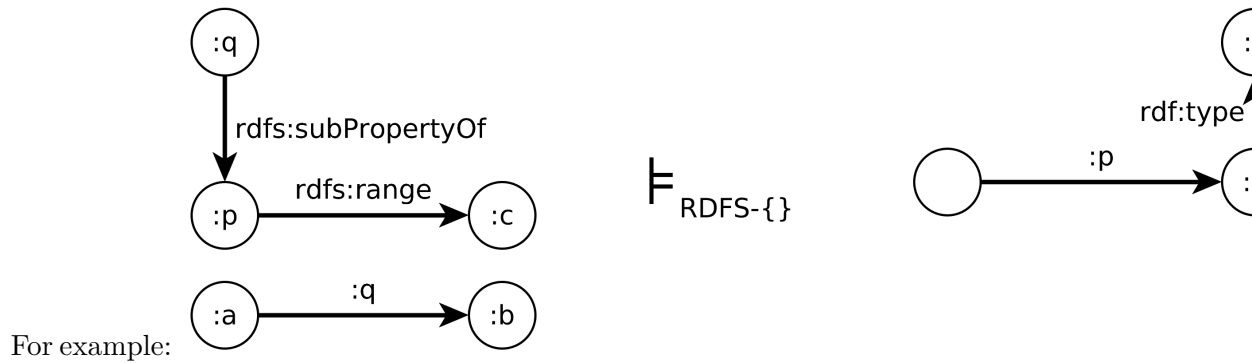 :q
rdfs:subPropertyOf
rdf:type
:p
rdfs:range
:p
:c
⊨RDFS-{}
:q
:a
:b
For example: